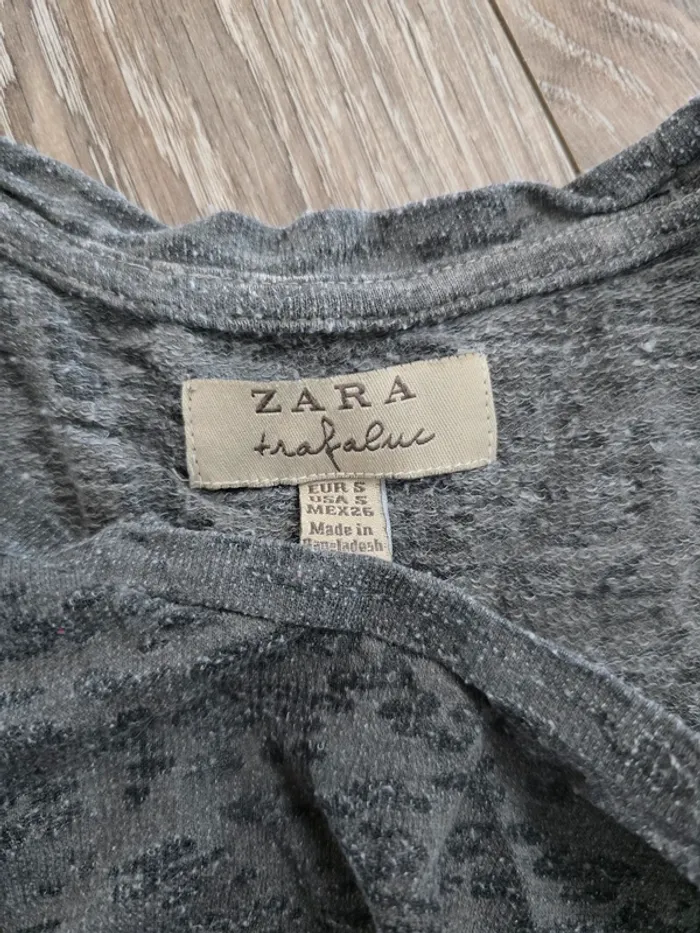 ZARA
trafaluc
EUR S
USA S
MEX26
Made in
Bangladesh